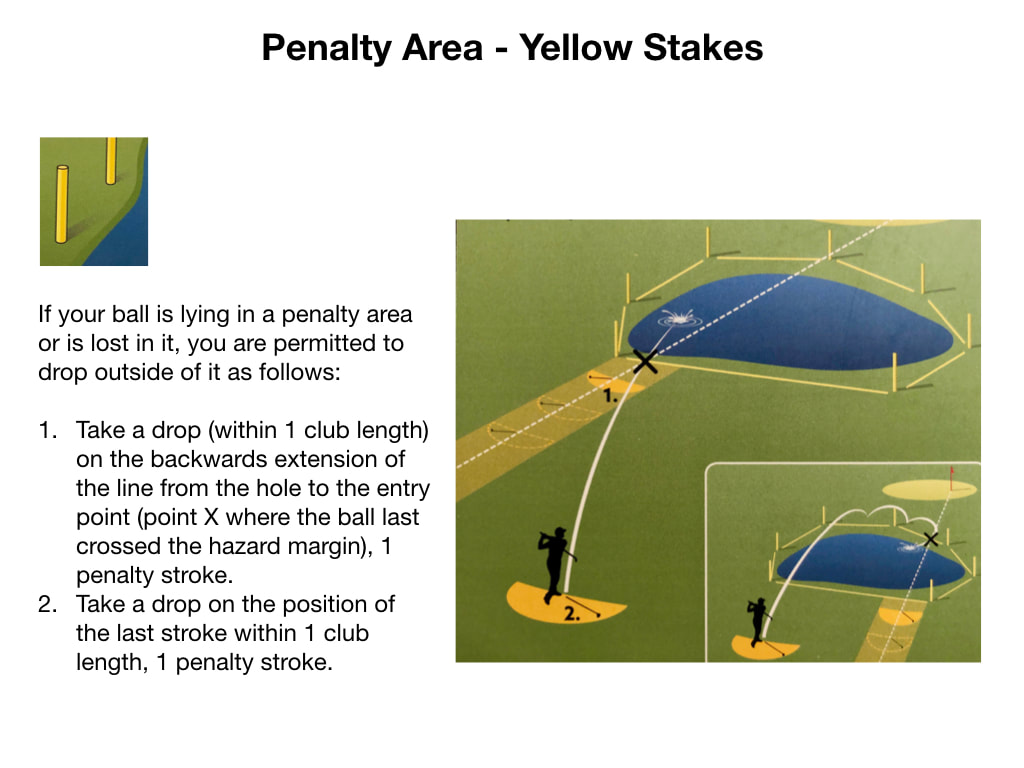 Penalty Area - Yellow Stakes
If your ball is lying in a penalty area
or is lost in it, you are permitted to
drop outside of it as follows:
1. Take a drop (within 1 club length)
on the backwards extension of
the line from the hole to the entry
point (point X where the ball last
crossed the hazard margin), 1
penalty stroke.
2. Take a drop on the position of
the last stroke within 1 club
length, 1 penalty stroke.
1.
2.